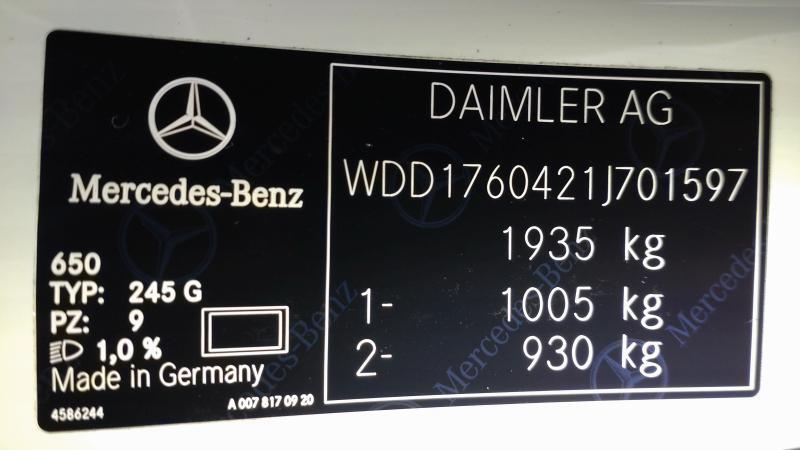 Mercedes-Benz
650
TYP: 245 G
PZ: 9
1,0 %
Made in Germany
4586244
A 007 817 09 20
DAIMLER AG
WDD1760421J701597
1935 kg
1- 1005 kg
2- 930 kg